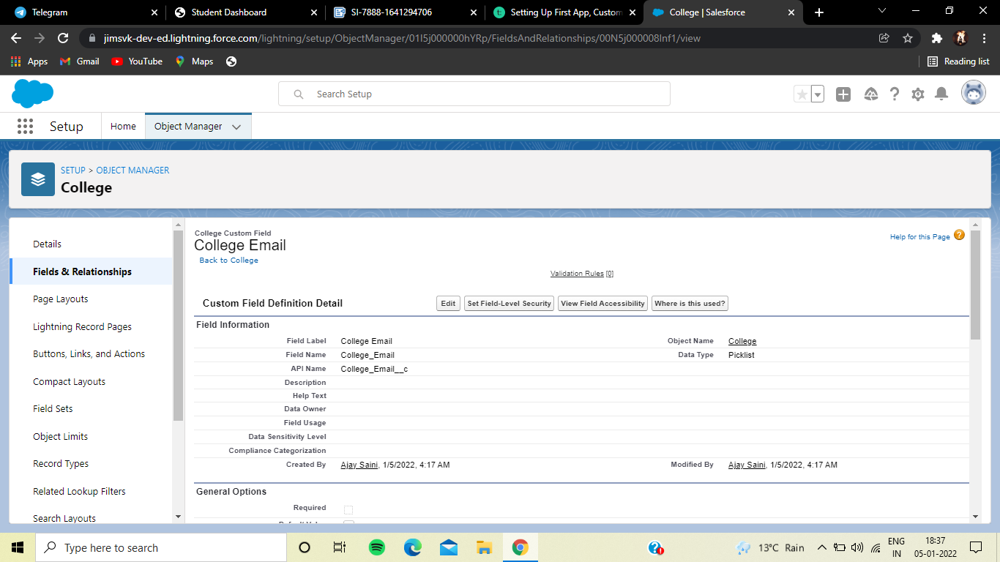 Telegram
Student Dashboard
SI-7888-1641294706
Setting Up First App, Custom
College | Salesforce
jimsvk-dev-ed.lightning.force.com/lightning/setup/ObjectManager/01I5j000000hYRp/FieldsAndRelationships/00N5j000008Inf1/view
Apps
Gmail
YouTube
Maps
Reading list
Search Setup
Setup
Home
Object Manager
SETUP > OBJECT MANAGER
College
Details
Fields & Relationships
Page Layouts
Lightning Record Pages
Buttons, Links, and Actions
Compact Layouts
Field Sets
Object Limits
Record Types
Related Lookup Filters
Search Layouts
College Custom Field
College Email
Back to College
Help for this Page
Validation Rules [0]
Custom Field Definition Detail
Edit
Set Field-Level Security
View Field Accessibility
Where is this used?
Field Information
Field Label College Email Object Name College
Field Name College_Email Data Type Picklist
API Name College_Email__c
Description
Help Text
Data Owner
Field Usage
Data Sensitivity Level
Compliance Categorization
Created By Ajay Saini, 1/5/2022, 4:17 AM Modified By Ajay Saini, 1/5/2022, 4:17 AM
General Options
Required
Type here to search
13°C Rain
ENG
IN
18:37
05-01-2022